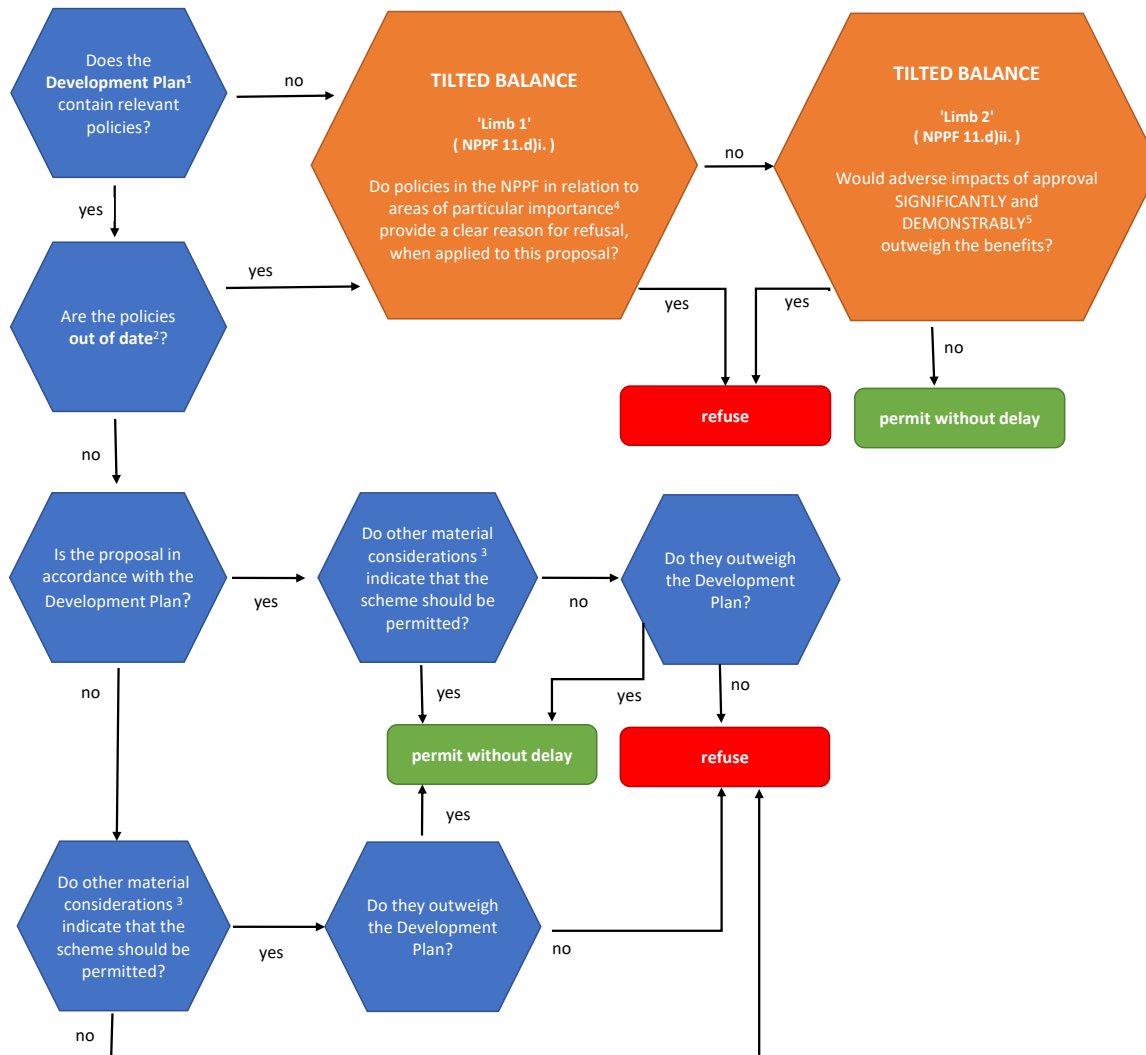 Does the
Development Plan¹
contain relevant
policies?
no
TILTED BALANCE
'Limb 1'
( NPPF 11.d)i. )
Do policies in the NPPF in relation to
areas of particular importance⁴
provide a clear reason for refusal,
when applied to this proposal?
no
TILTED BALANCE
'Limb 2'
( NPPF 11.d)ii. )
Would adverse impacts of approval
SIGNIFICANTLY and
DEMONSTRABLY⁵
outweigh the benefits?
yes
yes
Are the policies
out of date²?
yes
yes
no
refuse
permit without delay
no
Is the proposal in
accordance with the
Development Plan?
yes
Do other material
considerations ³
indicate that the
scheme should be
permitted?
no
Do they outweigh
the Development
Plan?
no
yes
yes
no
permit without delay
refuse
yes
Do other material
considerations ³
indicate that the
scheme should be
permitted?
yes
Do they outweigh
the Development
Plan?
no
no